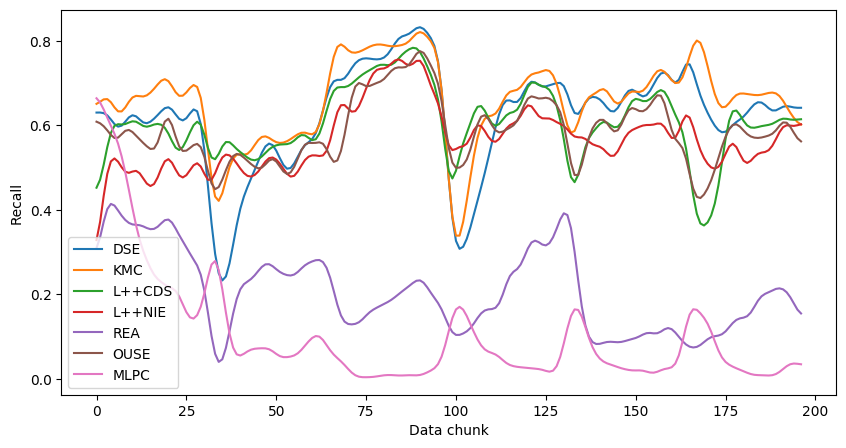 0.8
0.6
0.4
0.2
0.0
Recall
DSE
KMC
L++CDS
L++NIE
REA
OUSE
MLPC
0 25 50 75 100 125 150 175 200
Data chunk